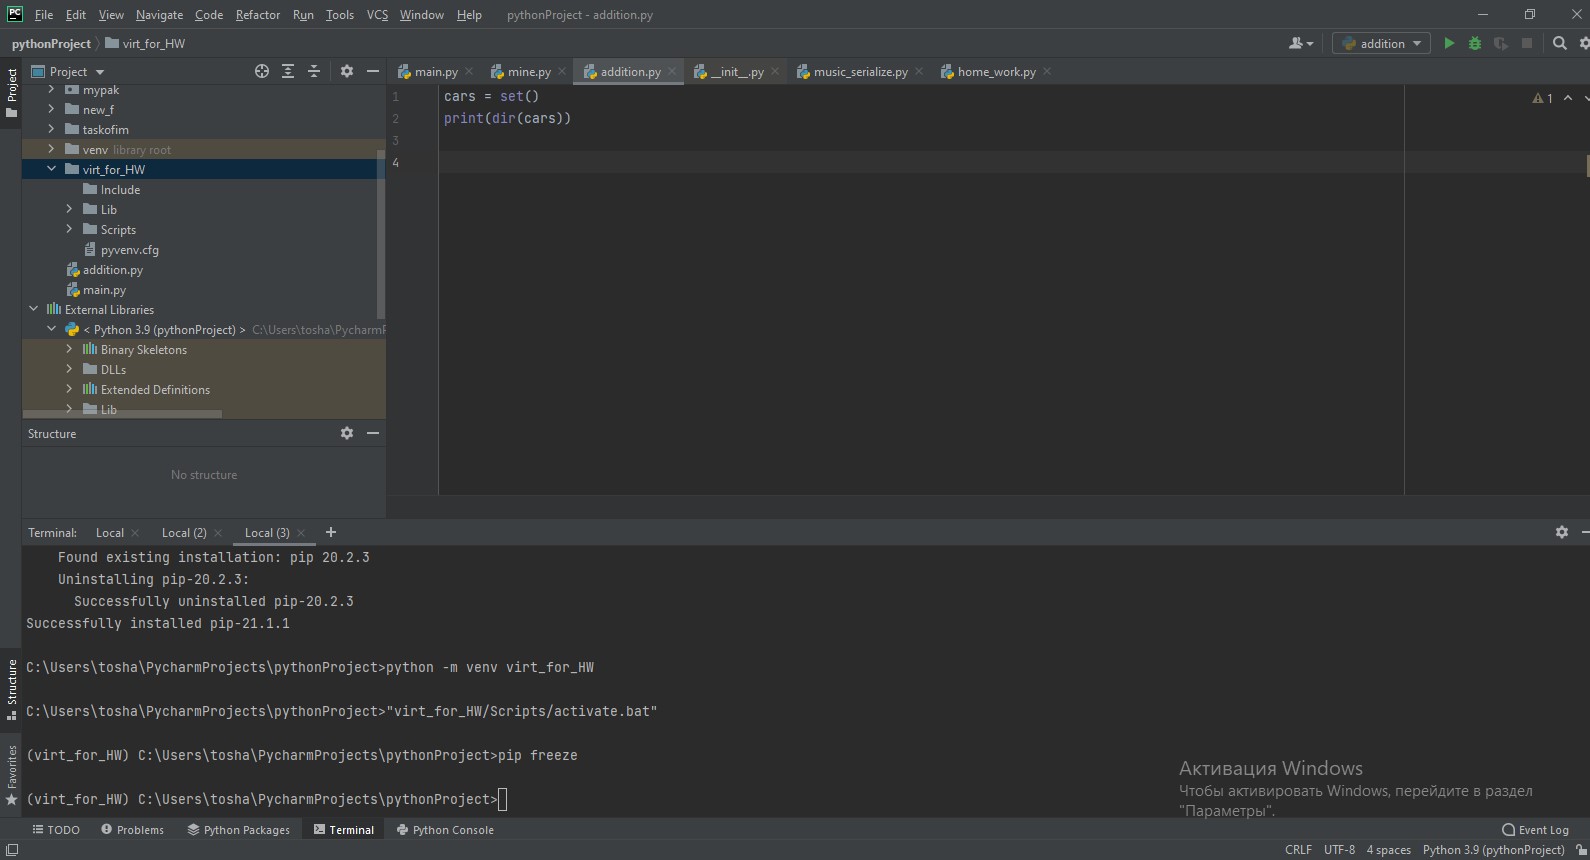 PC File Edit View Navigate Code Refactor Run Tools VCS Window Help pythonProject - addition.py
pythonProject virt_for_HW addition
Project
Project main.py mine.py addition.py __init__.py music_serialize.py home_work.py
mypak
new_f
taskofim
venv library root
virt_for_HW
Include
Lib
Scripts
pyvenv.cfg
addition.py
main.py
External Libraries
< Python 3.9 (pythonProject) > C:\Users\tosha\PycharmP
Binary Skeletons
DLLs
Extended Definitions
Lib
1 cars = set()
2 print(dir(cars))
3
4
1
Structure
No structure
Terminal: Local Local (2) Local (3) +
Found existing installation: pip 20.2.3
Uninstalling pip-20.2.3:
Successfully uninstalled pip-20.2.3
Successfully installed pip-21.1.1
C:\Users\tosha\PycharmProjects\pythonProject>python -m venv virt_for_HW
C:\Users\tosha\PycharmProjects\pythonProject>"virt_for_HW/Scripts/activate.bat"
(virt_for_HW) C:\Users\tosha\PycharmProjects\pythonProject>pip freeze
(virt_for_HW) C:\Users\tosha\PycharmProjects\pythonProject>
Structure
Favorites
Активация Windows
Чтобы активировать Windows, перейдите в раздел
"Параметры".
TODO Problems Python Packages Terminal Python Console Event Log
CRLF UTF-8 4 spaces Python 3.9 (pythonProject)